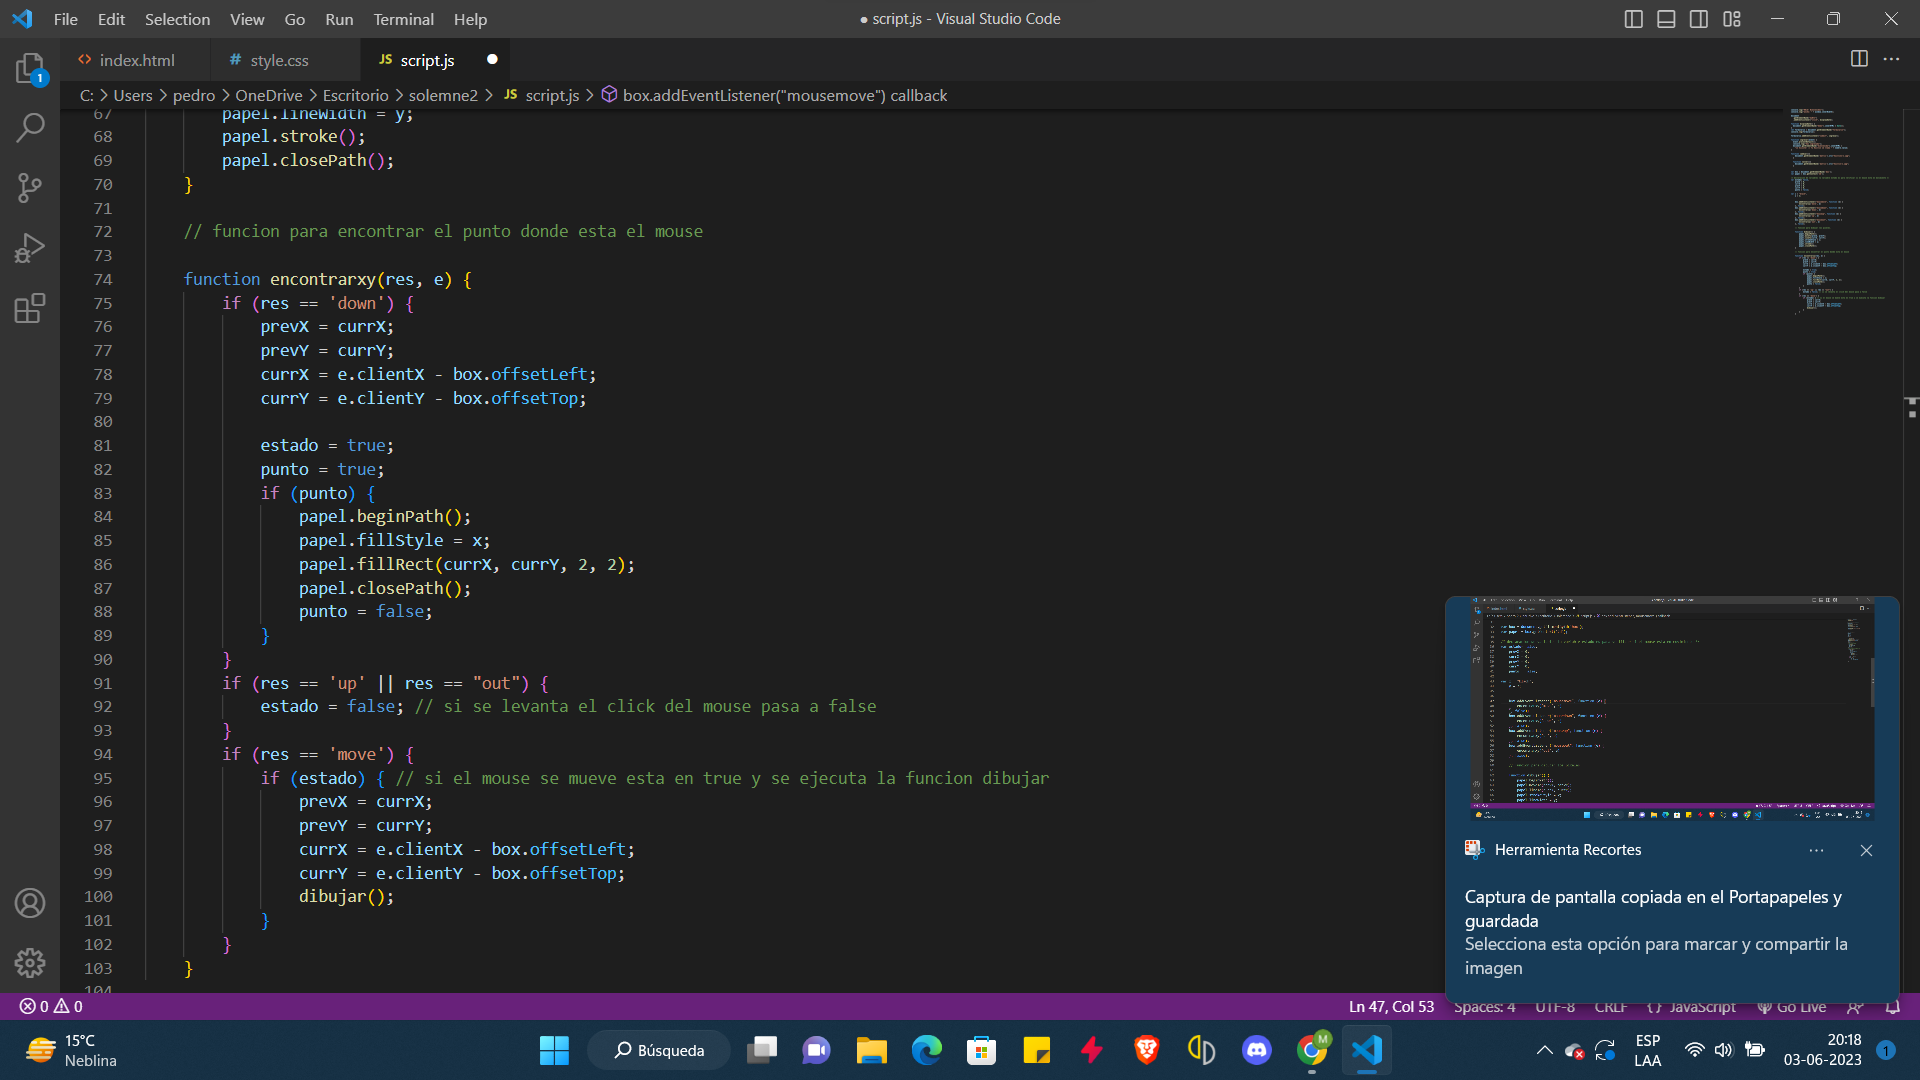 File Edit Selection View Go Run Terminal Help
● script.js - Visual Studio Code
index.html
# style.css
JS script.js
C: > Users > pedro > OneDrive > Escritorio > solemne2 > JS script.js > box.addEventListener("mousemove") callback
67 papel.lineWidth = y;
68 papel.stroke();
69 papel.closePath();
70 }
71
72 // funcion para encontrar el punto donde esta el mouse
73
74 function encontrarxy(res, e) {
75 if (res == 'down') {
76 prevX = currX;
77 prevY = currY;
78 currX = e.clientX - box.offsetLeft;
79 currY = e.clientY - box.offsetTop;
80
81 estado = true;
82 punto = true;
83 if (punto) {
84 papel.beginPath();
85 papel.fillStyle = x;
86 papel.fillRect(currX, currY, 2, 2);
87 papel.closePath();
88 punto = false;
89 }
90 }
91 if (res == 'up' || res == "out") {
92 estado = false; // si se levanta el click del mouse pasa a false
93 }
94 if (res == 'move') {
95 if (estado) { // si el mouse se mueve esta en true y se ejecuta la funcion dibujar
96 prevX = currX;
97 prevY = currY;
98 currX = e.clientX - box.offsetLeft;
99 currY = e.clientY - box.offsetTop;
100 dibujar();
101 }
102 }
103 }
104
Herramienta Recortes
Captura de pantalla copiada en el Portapapeles y
guardada
Selecciona esta opción para marcar y compartir la
imagen
0 0
Ln 47, Col 53 Spaces: 4 UTF-8 CRLF {} JavaScript Go Live
15°C
Neblina
Búsqueda
M
ESP
LAA
20:18
03-06-2023
1
1